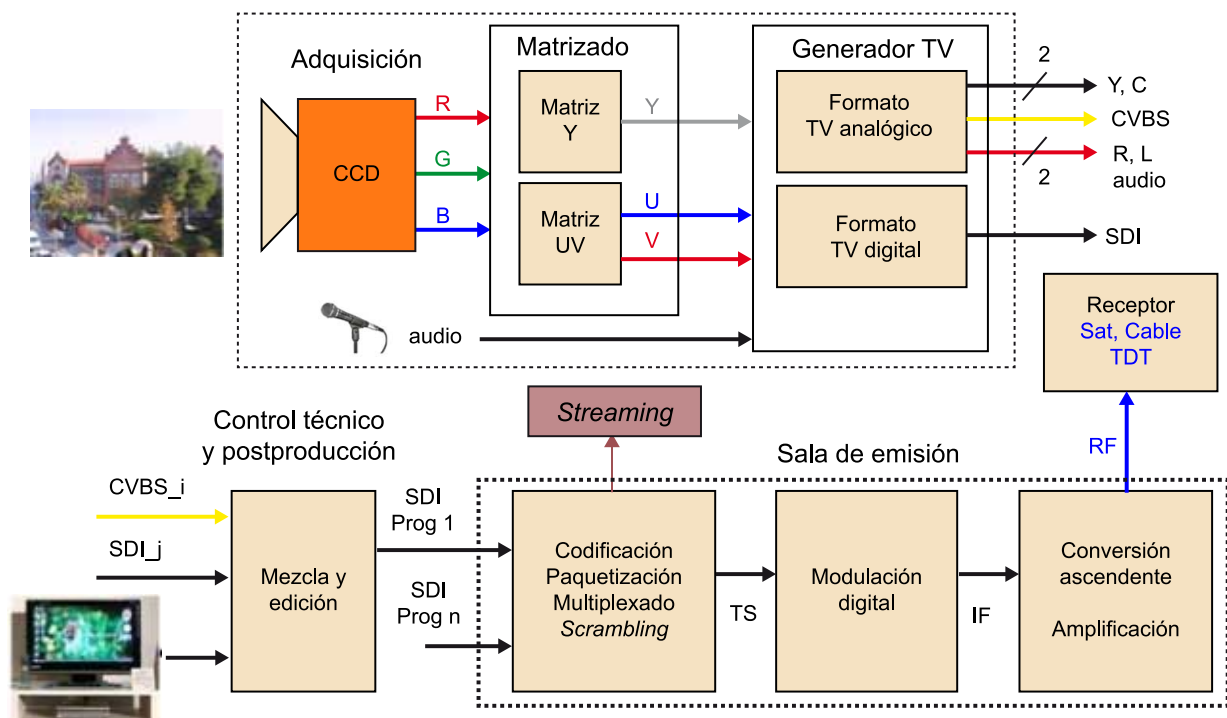 Adquisición
Matrizado
Generador TV
CCD
R
G
B
Matriz
Y
Matriz
UV
Y
U
V
Formato
TV analógico
Formato
TV digital
2
Y, C
CVBS
R, L
audio
2
SDI
audio
Receptor
Sat, Cable
TDT
RF
Streaming
Control técnico
y postproducción
Sala de emisión
CVBS_i
SDI_j
Mezcla y
edición
SDI
Prog 1
SDI
Prog n
Codificación
Paquetización
Multiplexado
Scrambling
TS
Modulación
digital
IF
Conversión
ascendente
Amplificación